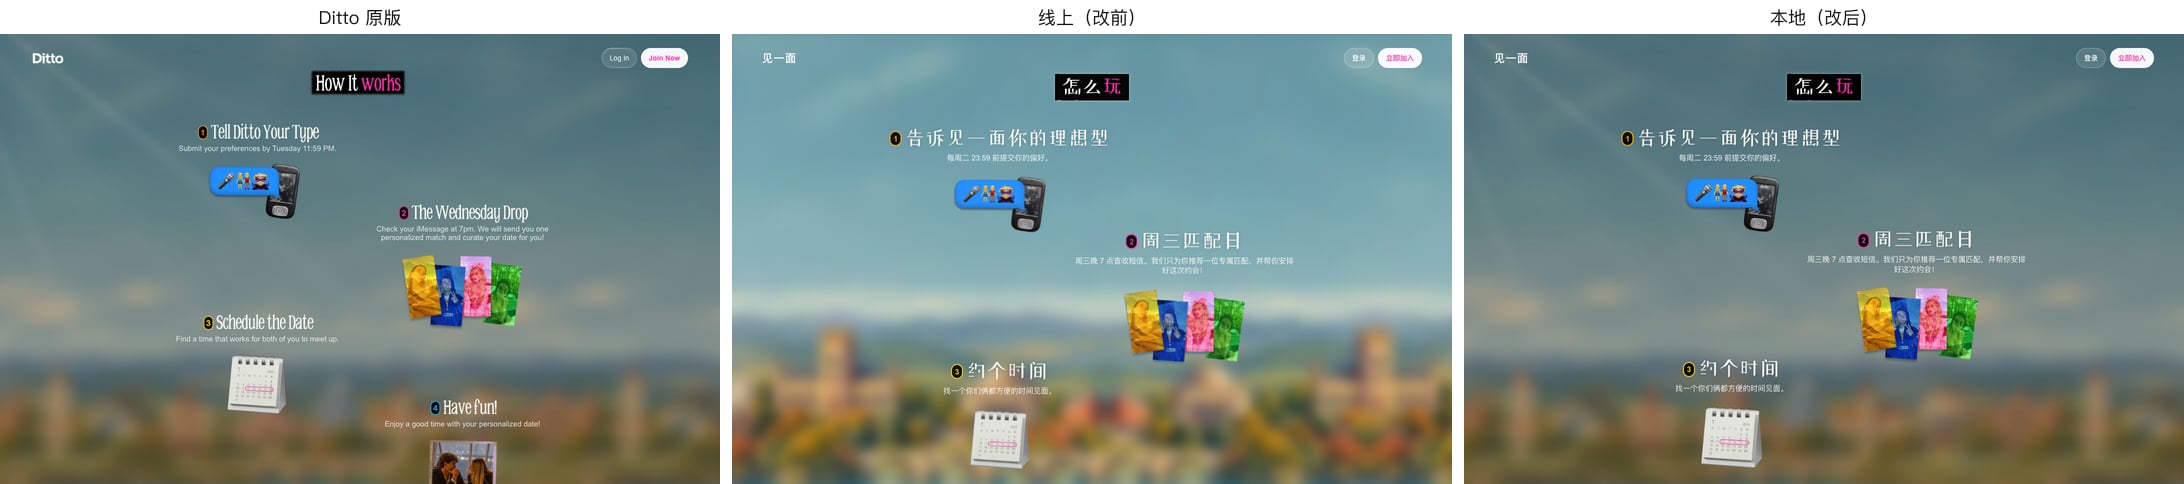 Ditto 原版
Ditto
Log In
Join Now
How It works
1 Tell Ditto Your Type
Submit your preferences by Tuesday 11:59 PM.
2 The Wednesday Drop
Check your iMessage at 7pm. We will send you one
personalized match and curate your date for you!
3 Schedule the Date
Find a time that works for both of you to meet up.
4 Have fun!
Enjoy a good time with your personalized date!
线上（改前）
见一面
登录
立即加入
怎么玩
1 告诉见一面你的理想型
每周二 23:59 前提交你的偏好。
2 周三匹配日
周三晚 7 点查收短信。我们只为你推荐一位专属匹配，并帮你安排
好这次约会！
3 约个时间
找一个你们俩都方便的时间见面。
本地（改后）
见一面
登录
立即加入
怎么玩
1 告诉见一面你的理想型
每周二 23:59 前提交你的偏好。
2 周三匹配日
周三晚 7 点查收短信。我们只为你推荐一位专属匹配，并帮你安排
好这次约会！
3 约个时间
找一个你们俩都方便的时间见面。